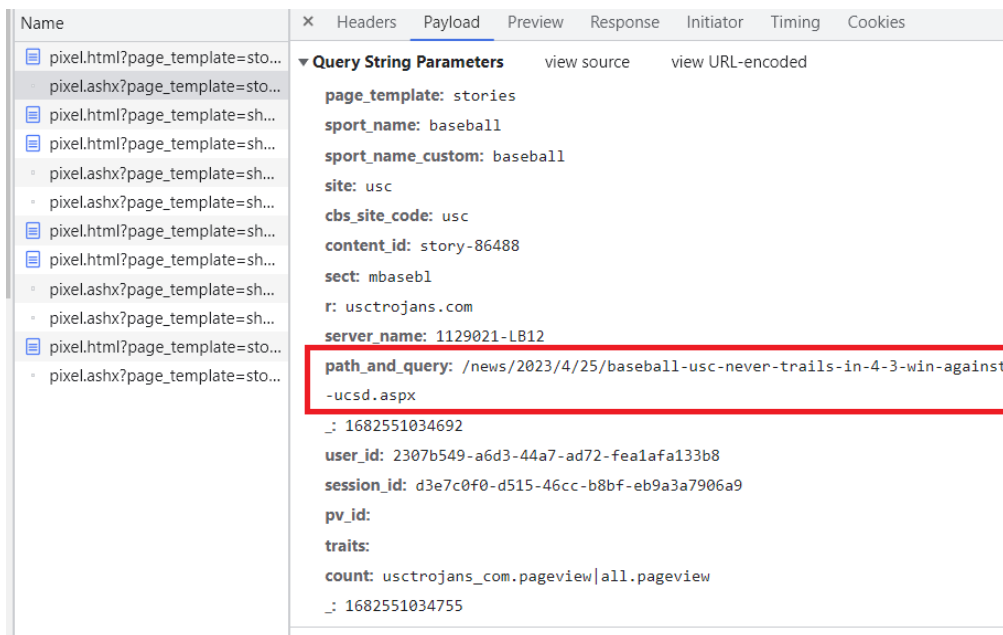 Name
× Headers Payload Preview Response Initiator Timing Cookies
pixel.html?page_template=sto...
pixel.ashx?page_template=sto...
pixel.html?page_template=sh...
pixel.html?page_template=sh...
pixel.ashx?page_template=sh...
pixel.ashx?page_template=sh...
pixel.html?page_template=sh...
pixel.html?page_template=sh...
pixel.ashx?page_template=sh...
pixel.ashx?page_template=sh...
pixel.html?page_template=sto...
pixel.ashx?page_template=sto...
▼ Query String Parameters view source view URL-encoded
page_template: stories
sport_name: baseball
sport_name_custom: baseball
site: usc
cbs_site_code: usc
content_id: story-86488
sect: mbasebl
r: usctrojans.com
server_name: 1129021-LB12
path_and_query: /news/2023/4/25/baseball-usc-never-trails-in-4-3-win-against
-ucsd.aspx
_: 1682551034692
user_id: 2307b549-a6d3-44a7-ad72-fea1afa133b8
session_id: d3e7c0f0-d515-46cc-b8bf-eb9a3a7906a9
pv_id:
traits:
count: usctrojans_com.pageview|all.pageview
_: 1682551034755